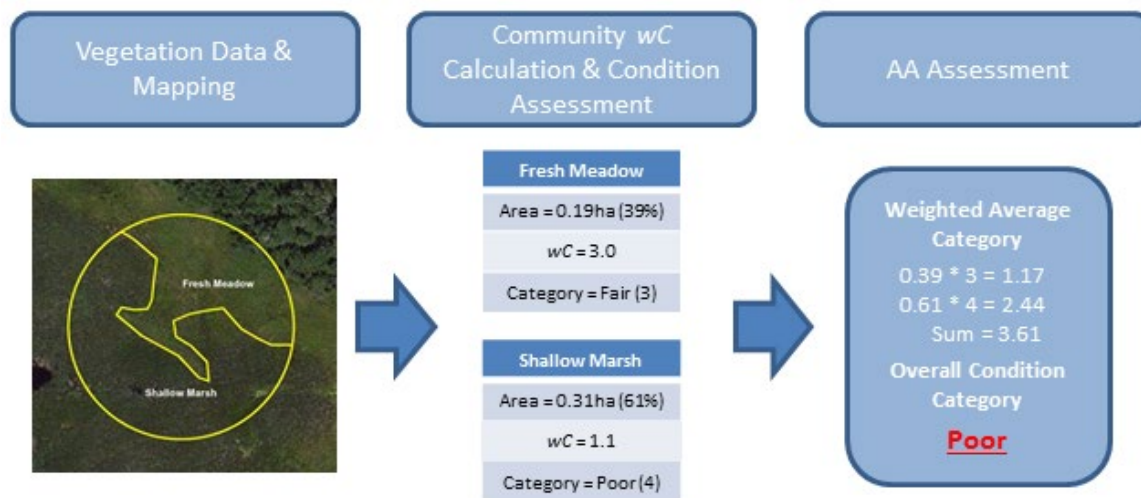 Vegetation Data &
Mapping
Community wC
Calculation & Condition
Assessment
AA Assessment
Fresh Meadow
Shallow Marsh
Fresh Meadow
Area = 0.19ha (39%)
wC = 3.0
Category = Fair (3)
Shallow Marsh
Area = 0.31ha (61%)
wC = 1.1
Category = Poor (4)
Weighted Average
Category
0.39 * 3 = 1.17
0.61 * 4 = 2.44
Sum = 3.61
Overall Condition
Category
Poor